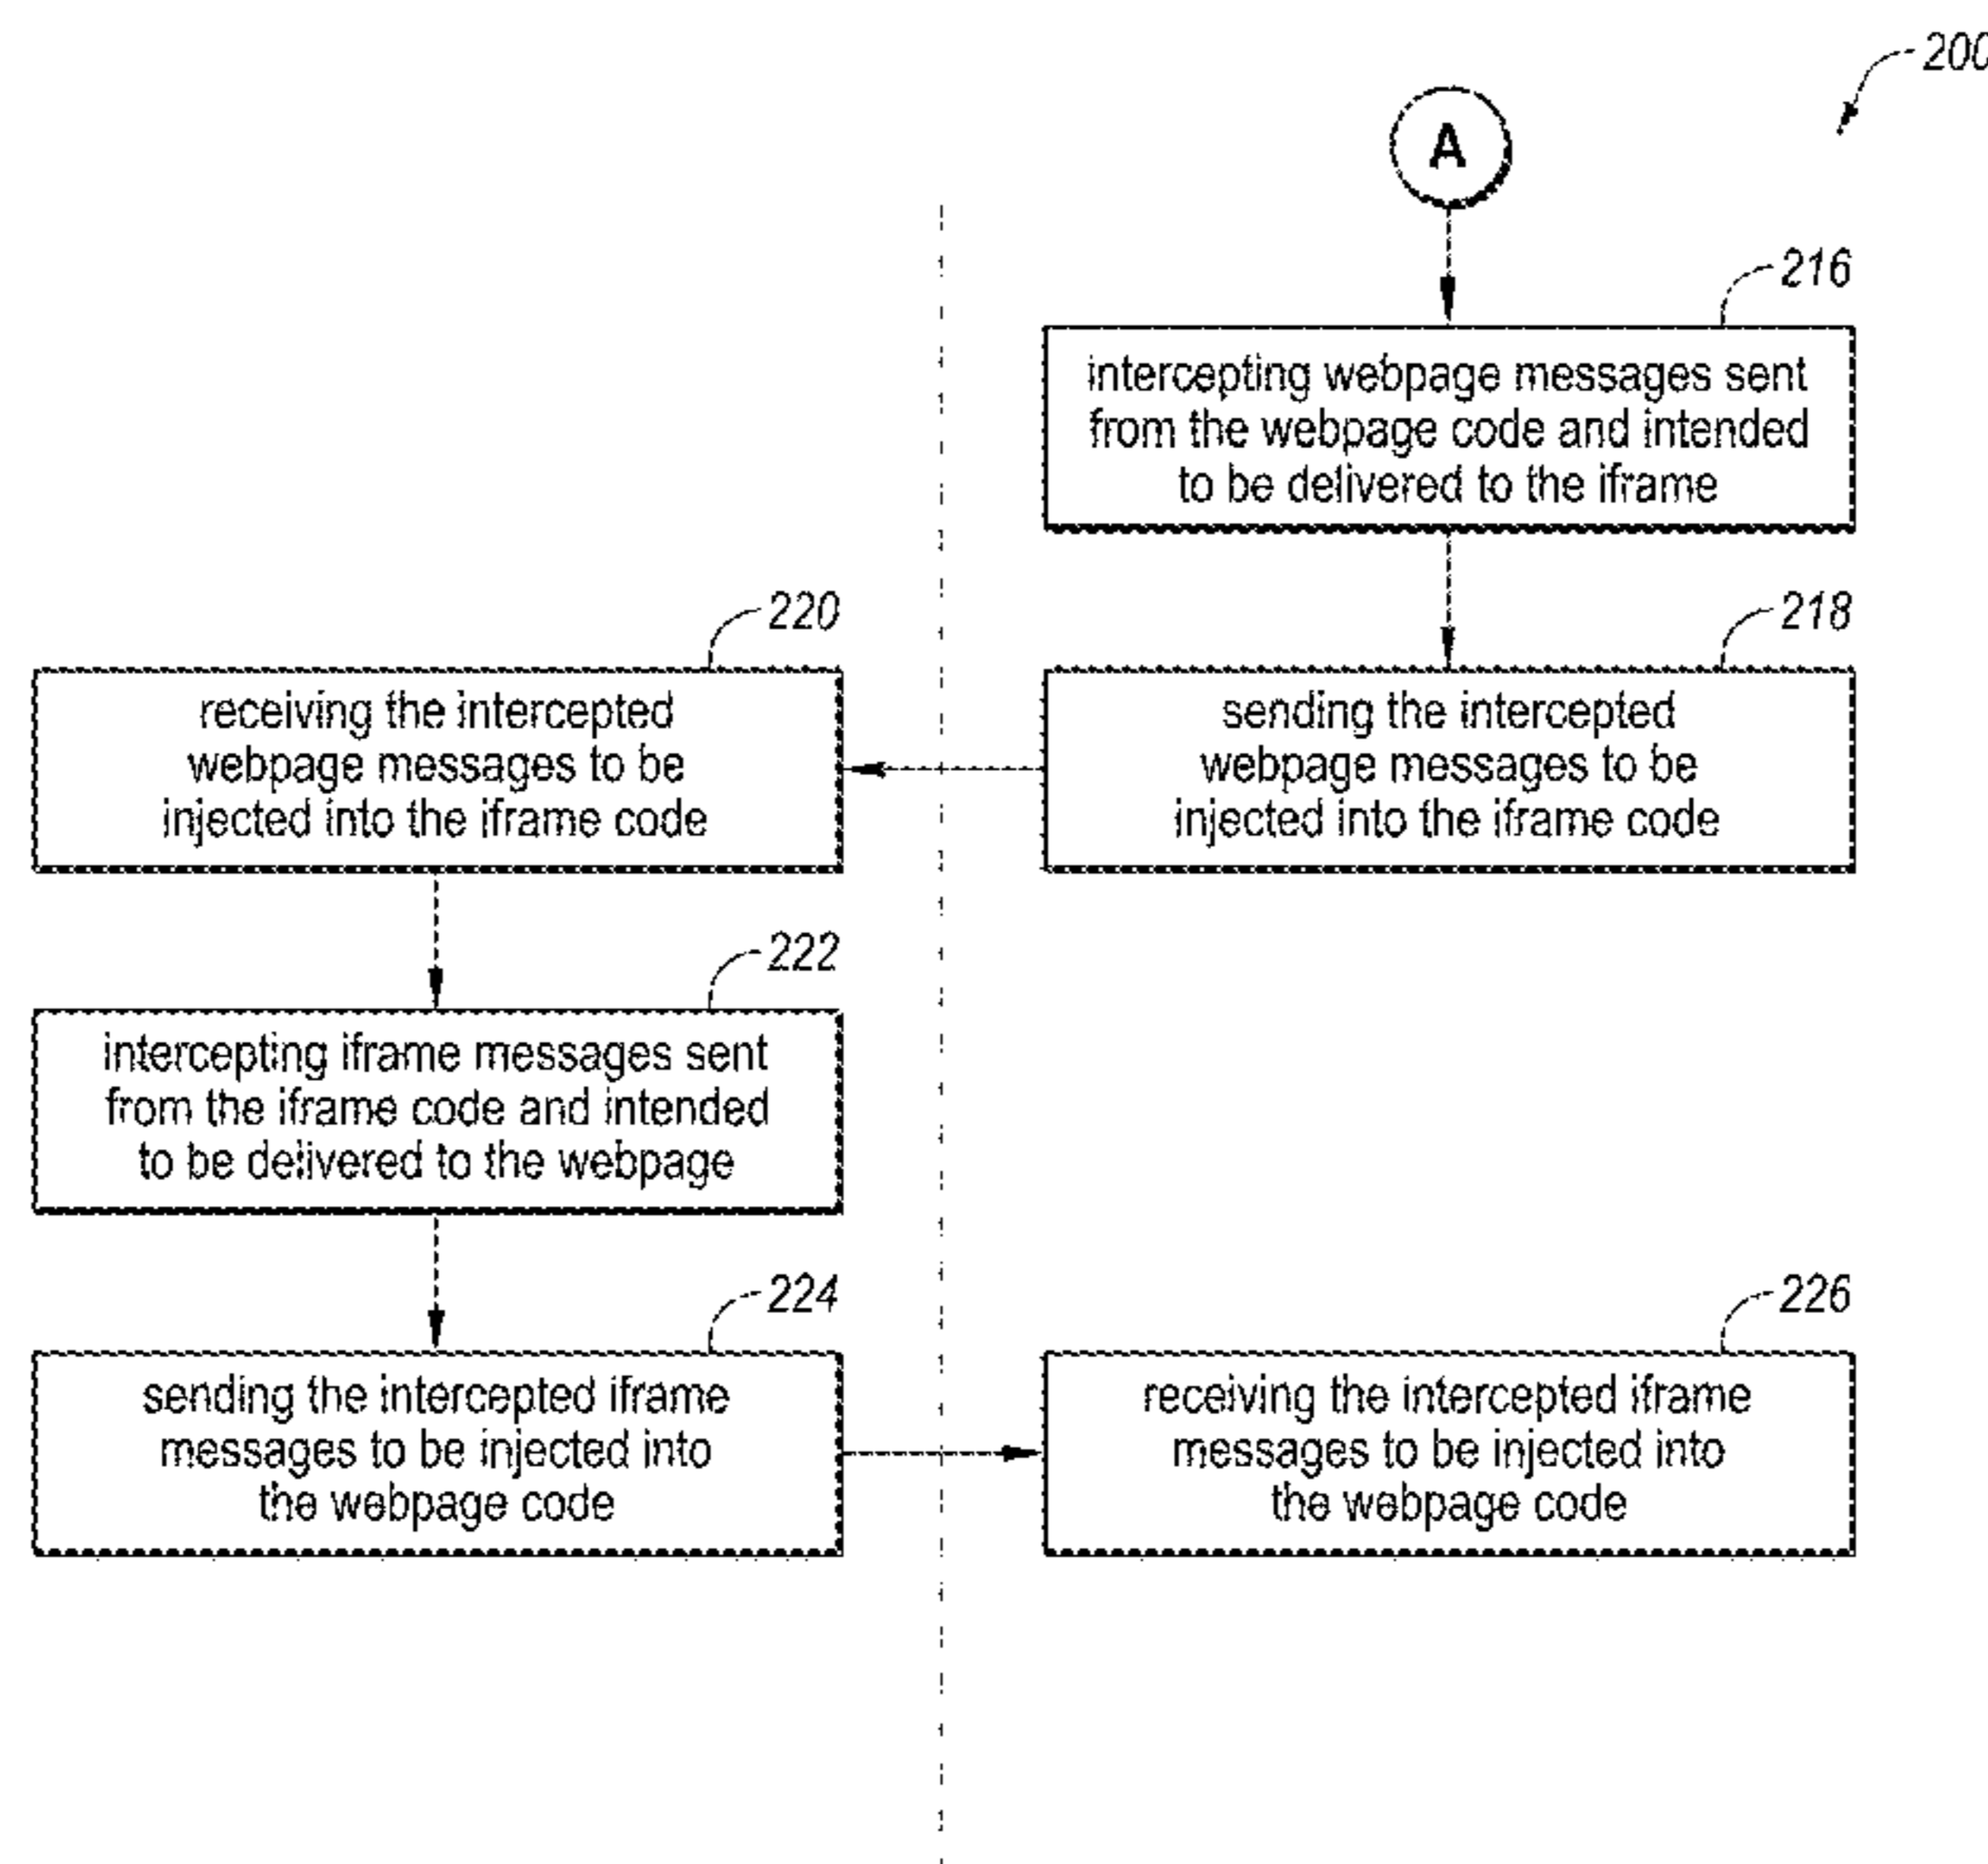 200
A
216
intercepting webpage messages sent
from the webpage code and intended
to be delivered to the iframe
218
sending the intercepted
webpage messages to be
injected into the iframe code
220
receiving the intercepted
webpage messages to be
injected into the iframe code
222
intercepting iframe messages sent
from the iframe code and intended
to be delivered to the webpage
224
sending the intercepted iframe
messages to be injected into
the webpage code
226
receiving the intercepted iframe
messages to be injected into
the webpage code